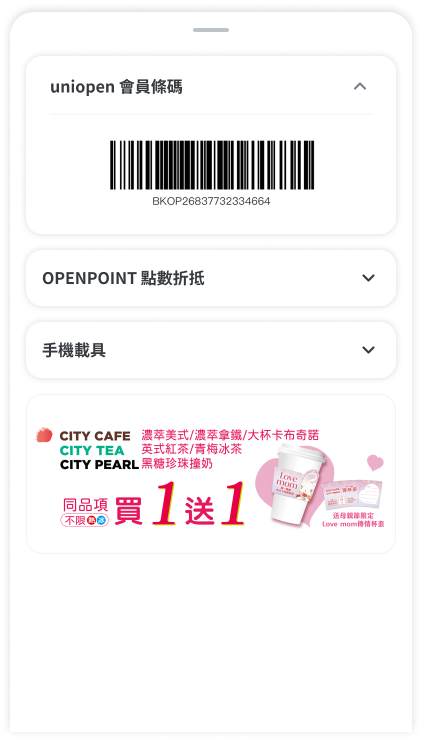 uniopen 會員條碼
BKOP26837732334664
OPENPOINT 點數折抵
手機載具
CITY CAFE 濃萃美式/濃萃拿鐵/大杯卡布奇諾
CITY TEA 英式紅茶/青梅冰茶
CITY PEARL 黑糖珍珠撞奶
同品項
不限熱冰
買1送1
Love
mom
送母親節限定
Love mom傳情杯套